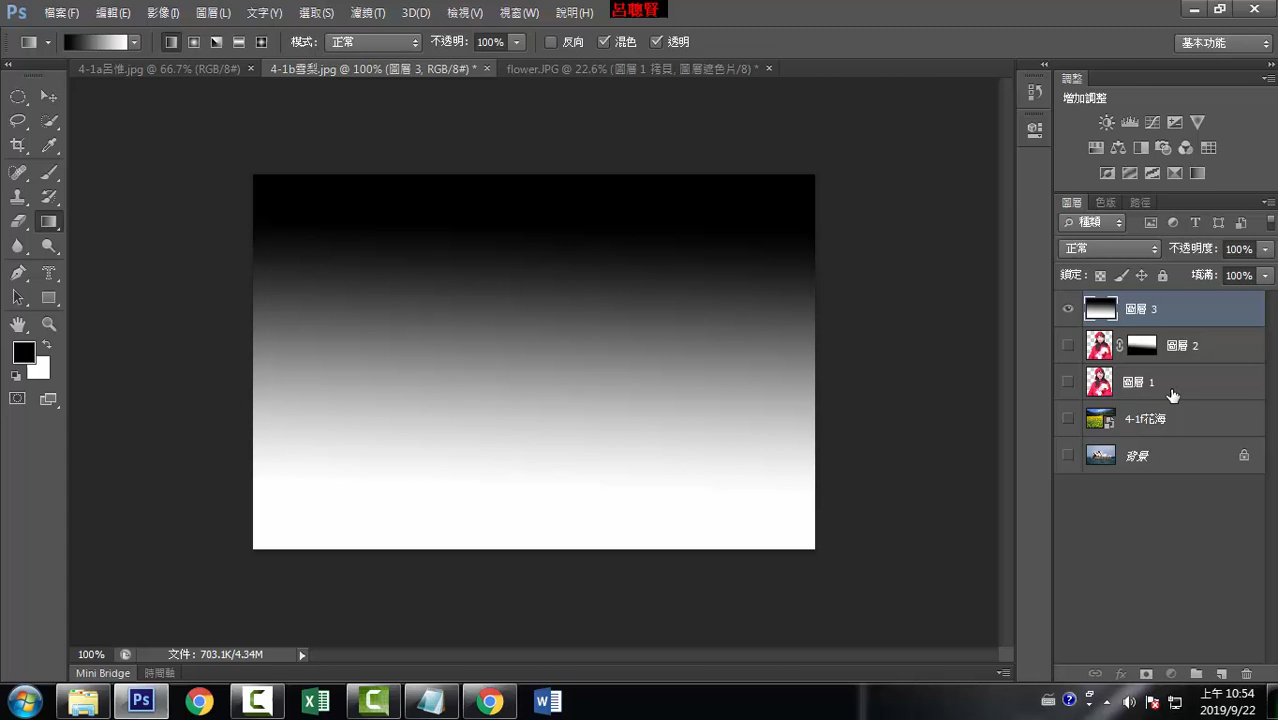 Ps 檔案(F) 編輯(E) 影像(I) 圖層(L) 文字(Y) 選取(S) 濾鏡(T) 3D(D) 檢視(V) 視窗(W) 說明(H) 呂聰賢
模式: 正常 不透明: 100% 反向 混色 透明 基本功能
4-1a呂惟.jpg @ 66.7% (RGB/8#) × 4-1b雪梨.jpg @ 100% (圖層 3, RGB/8#) * × flower.JPG @ 22.6% (圖層 1 拷貝, 圖層遮色片/8) * ×
調整
增加調整
圖層 色版 路徑
種類
正常 不透明度: 100%
鎖定: 填滿: 100%
圖層 3
圖層 2
圖層 1
4-1f花海
背景
100% 文件: 703.1K/4.34M
Mini Bridge 時間軸
上午 10:54
2019/9/22